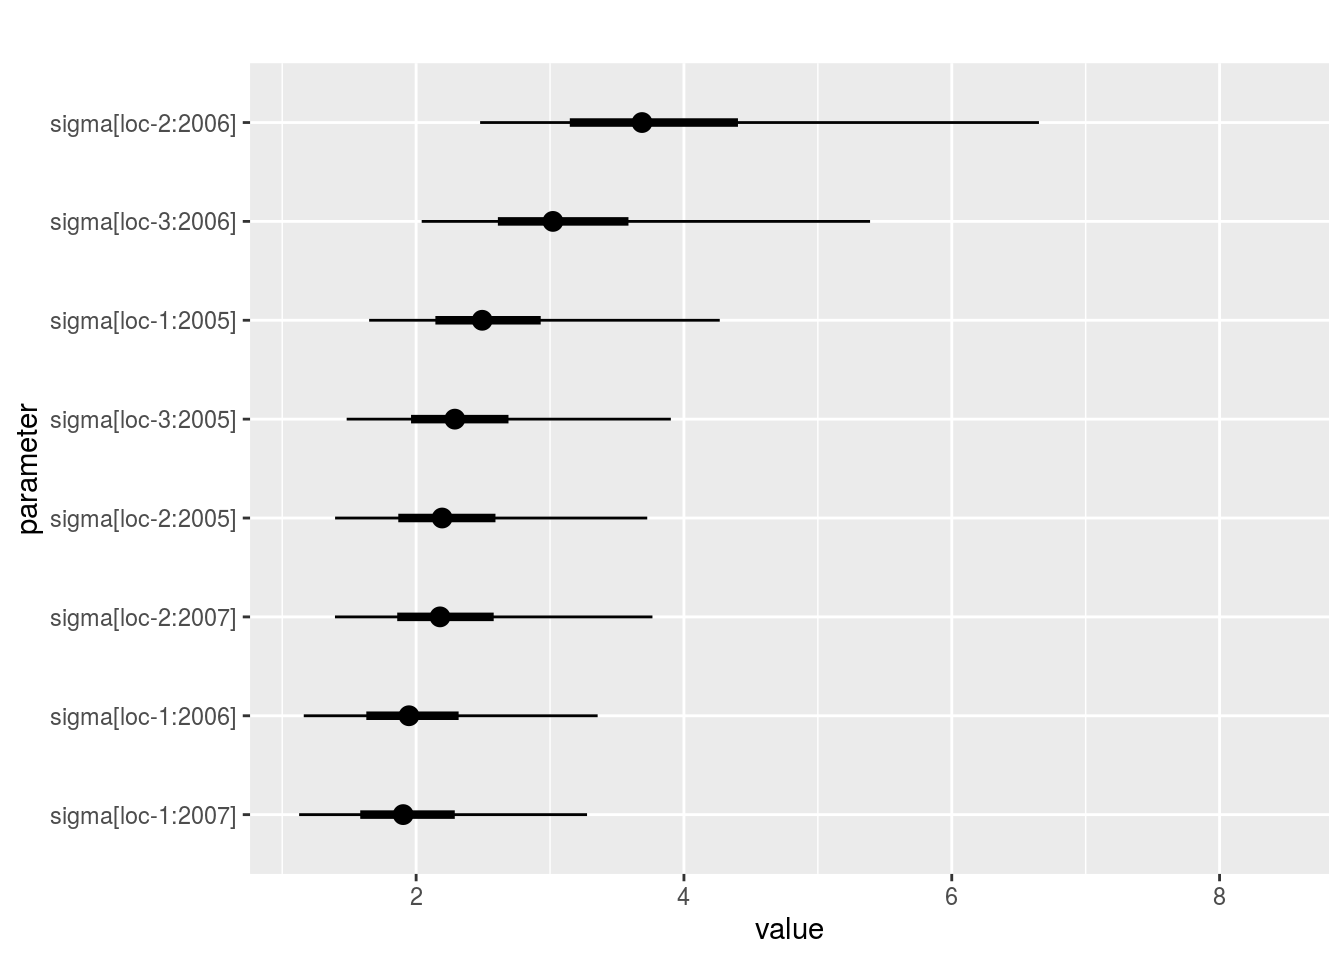 sigma[loc-2:2006]
sigma[loc-3:2006]
sigma[loc-1:2005]
sigma[loc-3:2005]
sigma[loc-2:2005]
sigma[loc-2:2007]
sigma[loc-1:2006]
sigma[loc-1:2007]
parameter
2 4 6 8
value